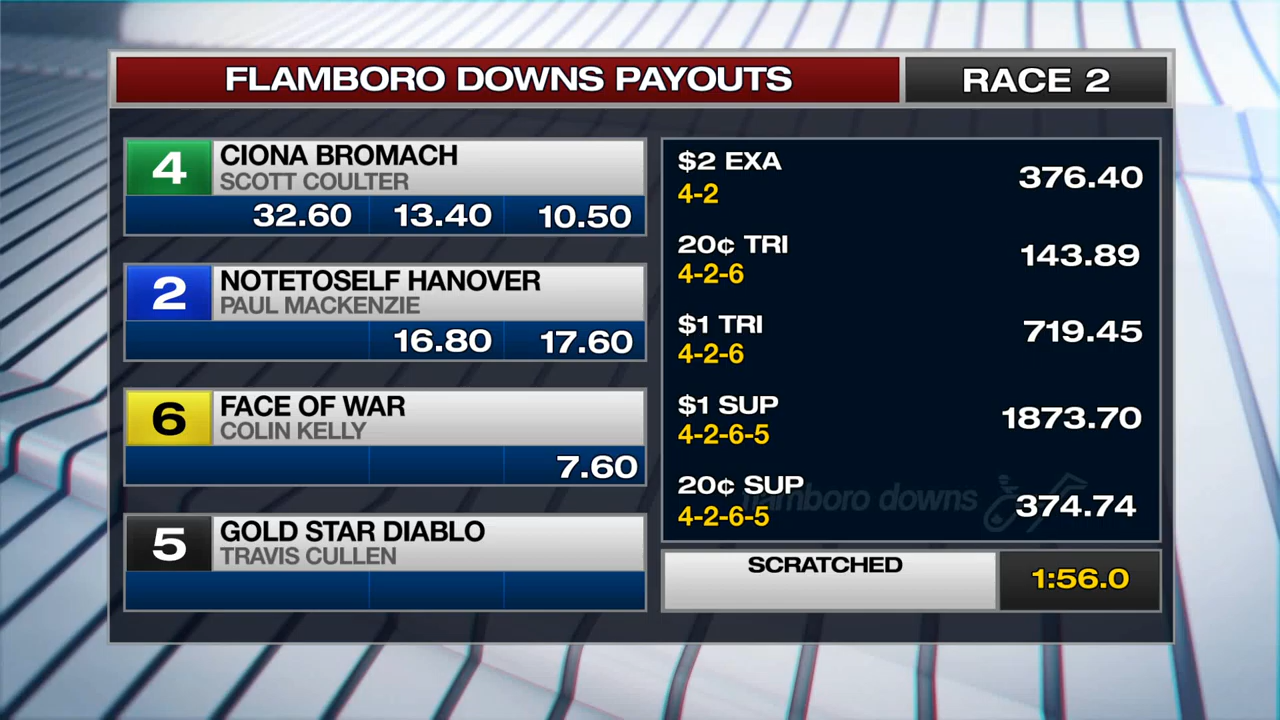 FLAMBORO DOWNS PAYOUTS
RACE 2
4
CIONA BROMACH
SCOTT COULTER
32.60 13.40 10.50
2
NOTETOSELF HANOVER
PAUL MACKENZIE
16.80 17.60
6
FACE OF WAR
COLIN KELLY
7.60
5
GOLD STAR DIABLO
TRAVIS CULLEN
$2 EXA
4-2
376.40
20¢ TRI
4-2-6
143.89
$1 TRI
4-2-6
719.45
$1 SUP
4-2-6-5
1873.70
20¢ SUP
4-2-6-5
374.74
flamboro downs
SCRATCHED
1:56.0